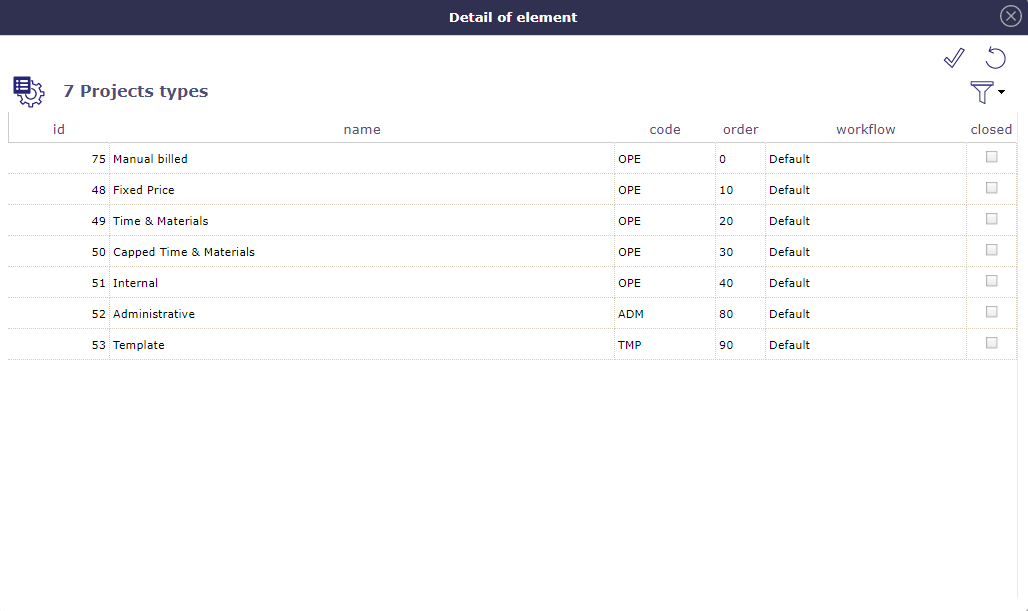 Detail of element
7 Projects types
id name code order workflow closed
75 Manual billed OPE 0 Default
48 Fixed Price OPE 10 Default
49 Time & Materials OPE 20 Default
50 Capped Time & Materials OPE 30 Default
51 Internal OPE 40 Default
52 Administrative ADM 80 Default
53 Template TMP 90 Default